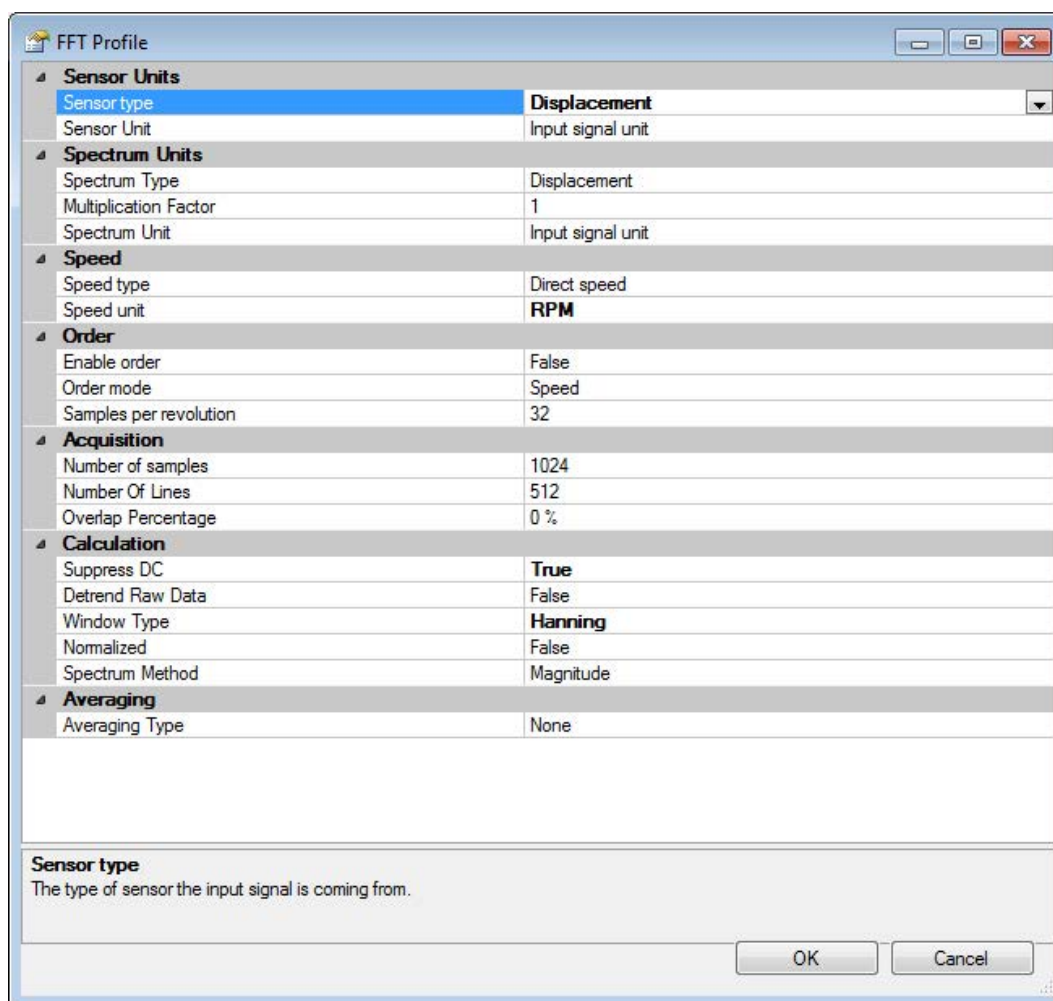 FFT Profile
Sensor Units
Sensor type Displacement
Sensor Unit Input signal unit
Spectrum Units
Spectrum Type Displacement
Multiplication Factor 1
Spectrum Unit Input signal unit
Speed
Speed type Direct speed
Speed unit RPM
Order
Enable order False
Order mode Speed
Samples per revolution 32
Acquisition
Number of samples 1024
Number Of Lines 512
Overlap Percentage 0 %
Calculation
Suppress DC True
Detrend Raw Data False
Window Type Hanning
Normalized False
Spectrum Method Magnitude
Averaging
Averaging Type None
Sensor type
The type of sensor the input signal is coming from.
OK Cancel